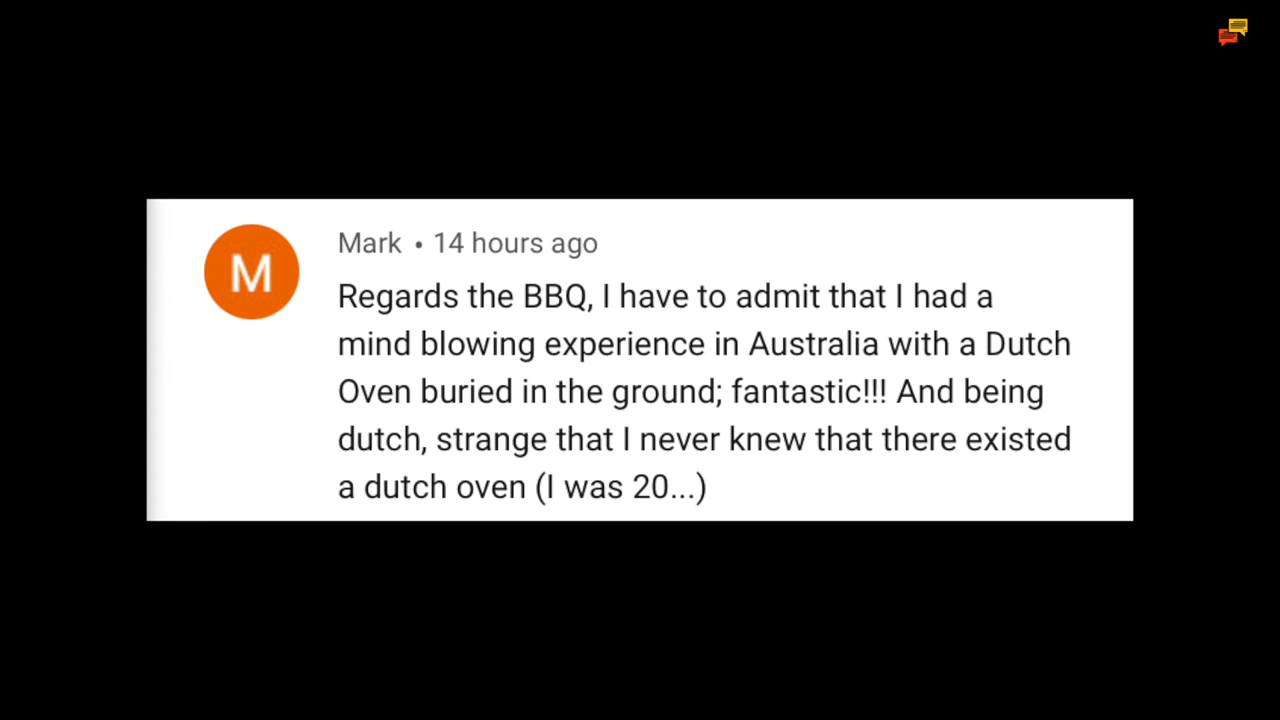 M
Mark • 14 hours ago
Regards the BBQ, I have to admit that I had a
mind blowing experience in Australia with a Dutch
Oven buried in the ground; fantastic!!! And being
dutch, strange that I never knew that there existed
a dutch oven (I was 20...)